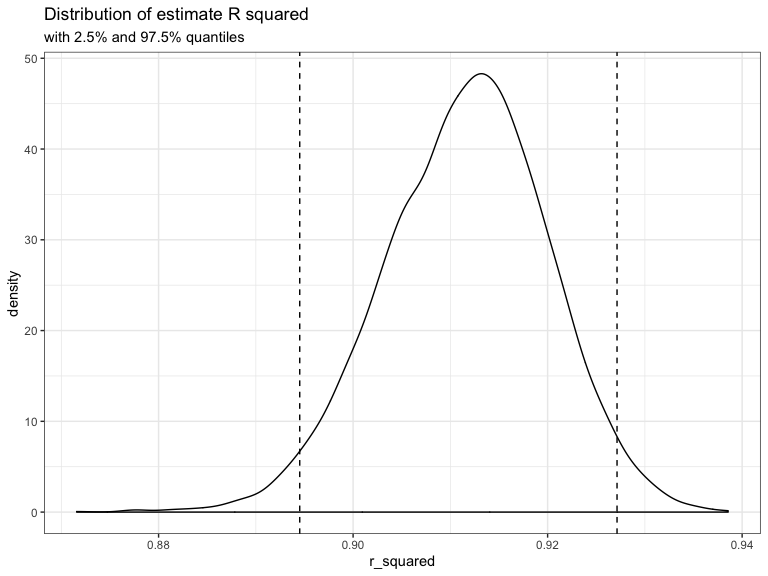 Distribution of estimate R squared
with 2.5% and 97.5% quantiles
50
40
30
20
10
0
density
0.88 0.90 0.92 0.94
r_squared